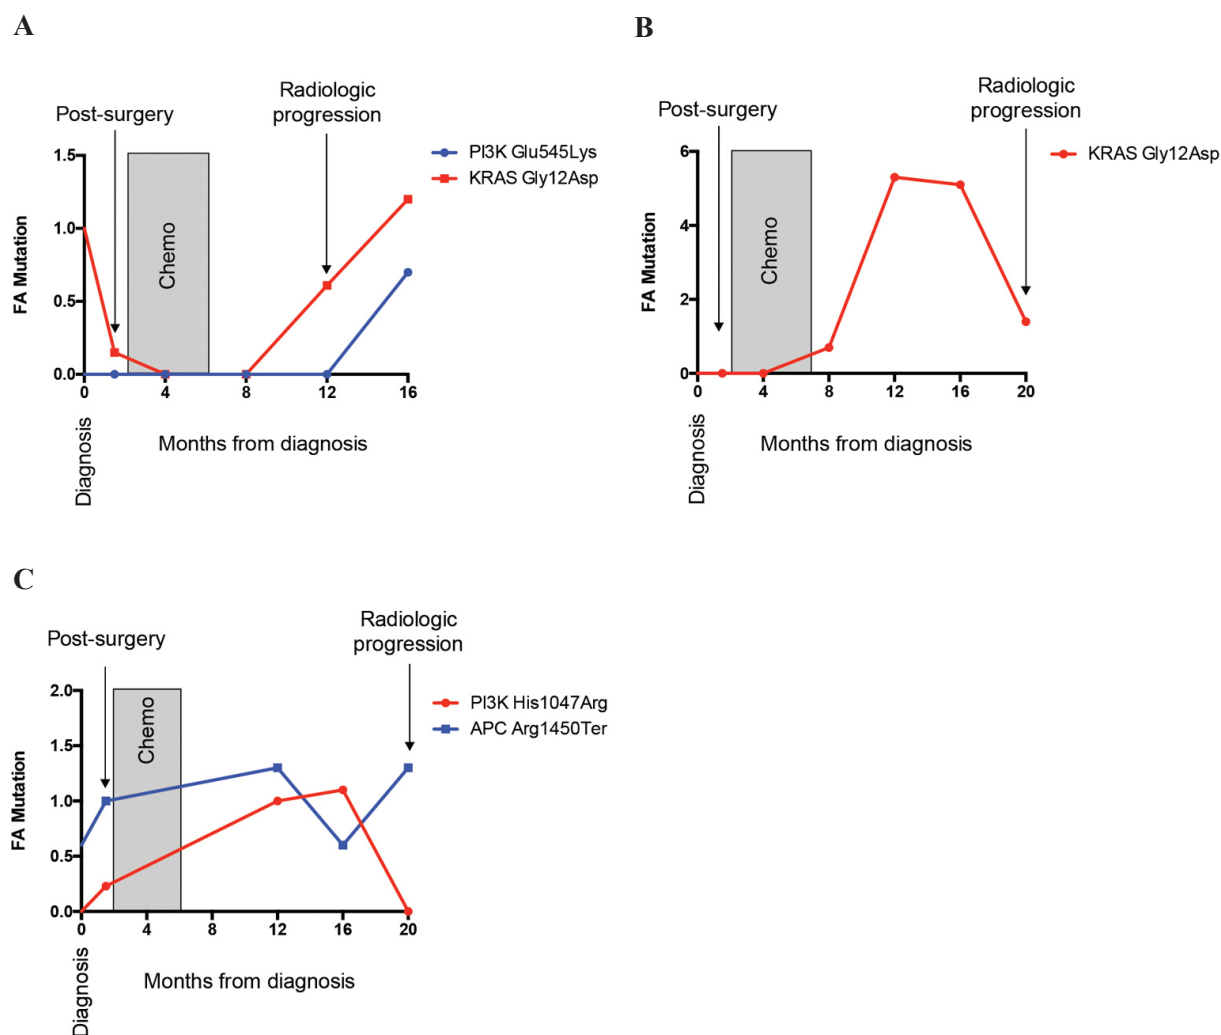 A
Post-surgery
Radiologic
progression
PI3K Glu545Lys
KRAS Gly12Asp
FA Mutation
1.5
1.0
0.5
0.0
Chemo
0 4 8 12 16
Diagnosis
Months from diagnosis
B
Post-surgery
Radiologic
progression
KRAS Gly12Asp
FA Mutation
6
4
2
0
Chemo
0 4 8 12 16 20
Diagnosis
Months from diagnosis
C
Post-surgery
Radiologic
progression
PI3K His1047Arg
APC Arg1450Ter
FA Mutation
2.0
1.5
1.0
0.5
0.0
Chemo
0 4 8 12 16 20
Diagnosis
Months from diagnosis